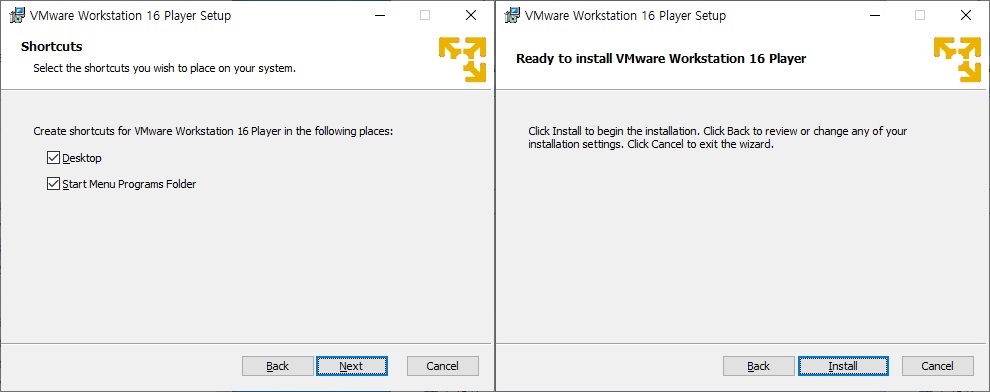 VMware Workstation 16 Player Setup
Shortcuts
Select the shortcuts you wish to place on your system.
Create shortcuts for VMware Workstation 16 Player in the following places:
Desktop
Start Menu Programs Folder
Back
Next
Cancel
VMware Workstation 16 Player Setup
Ready to install VMware Workstation 16 Player
Click Install to begin the installation. Click Back to review or change any of your
installation settings. Click Cancel to exit the wizard.
Back
Install
Cancel